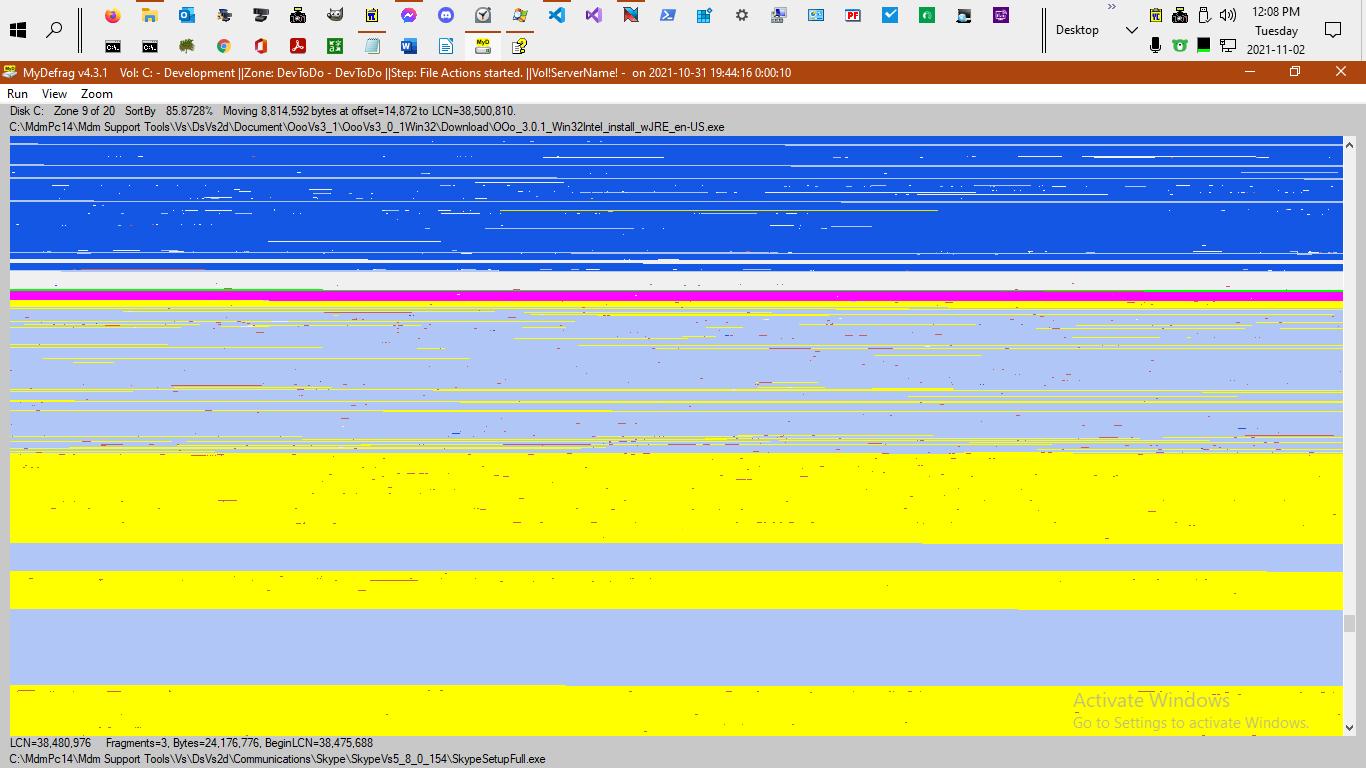 12:08 PM
Desktop
Tuesday
2021-11-02
MyDefrag v4.3.1 Vol: C: - Development ||Zone: DevToDo - DevToDo ||Step: File Actions started. ||Vol!ServerName! - on 2021-10-31 19:44:16 0:00:10
Run View Zoom
Disk C: Zone 9 of 20 SortBy 85.8728% Moving 8,814,592 bytes at offset=14,872 to LCN=38,500,810.
C:\MdmPc14\Mdm Support Tools\Vs\DsVs2d\Document\OooVs3_1\OooVs3_0_1Win32\Download\OOo_3.0.1_Win32Intel_install_wJRE_en-US.exe
Activate Windows
Go to Settings to activate Windows.
LCN=38,480,976 Fragments=3, Bytes=24,176,776, BeginLCN=38,475,688
C:\MdmPc14\Mdm Support Tools\Vs\DsVs2d\Communications\Skype\SkypeVs5_8_0_154\SkypeSetupFull.exe